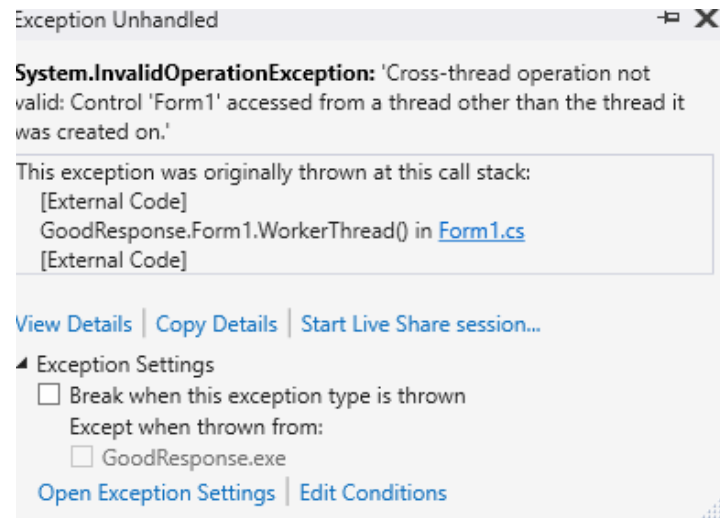 Exception Unhandled
System.InvalidOperationException: 'Cross-thread operation not
valid: Control 'Form1' accessed from a thread other than the thread it
was created on.'
This exception was originally thrown at this call stack:
[External Code]
GoodResponse.Form1.WorkerThread() in Form1.cs
[External Code]
View Details | Copy Details | Start Live Share session...
Exception Settings
Break when this exception type is thrown
Except when thrown from:
GoodResponse.exe
Open Exception Settings | Edit Conditions